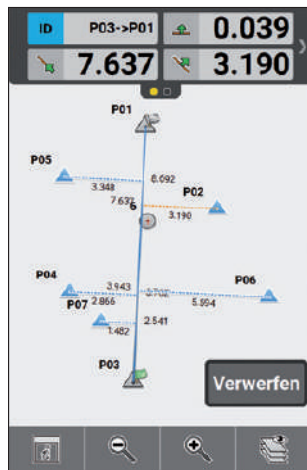 ID P03->P01 0.039
7.637 3.190
P01
P05
8.092
3.348
7.637
P02
6
3.190
P04
3.943
P06
2.866
5.594
P07
2.541
1.482
P03
Verwerfen